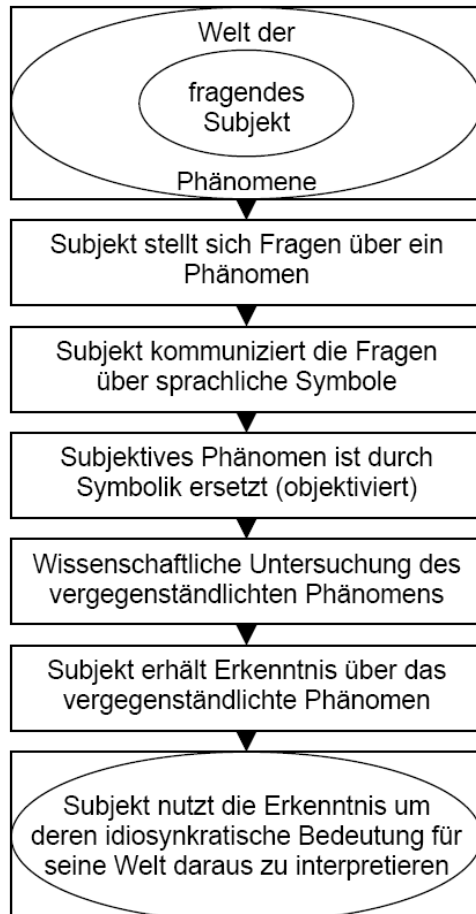 Welt der
fragendes
Subjekt
Phänomene
Subjekt stellt sich Fragen über ein
Phänomen
Subjekt kommuniziert die Fragen
über sprachliche Symbole
Subjektives Phänomen ist durch
Symbolik ersetzt (objektiviert)
Wissenschaftliche Untersuchung des
vergegenständlichten Phänomens
Subjekt erhält Erkenntnis über das
vergegenständlichte Phänomen
Subjekt nutzt die Erkenntnis um
deren idiosynkratische Bedeutung für
seine Welt daraus zu interpretieren